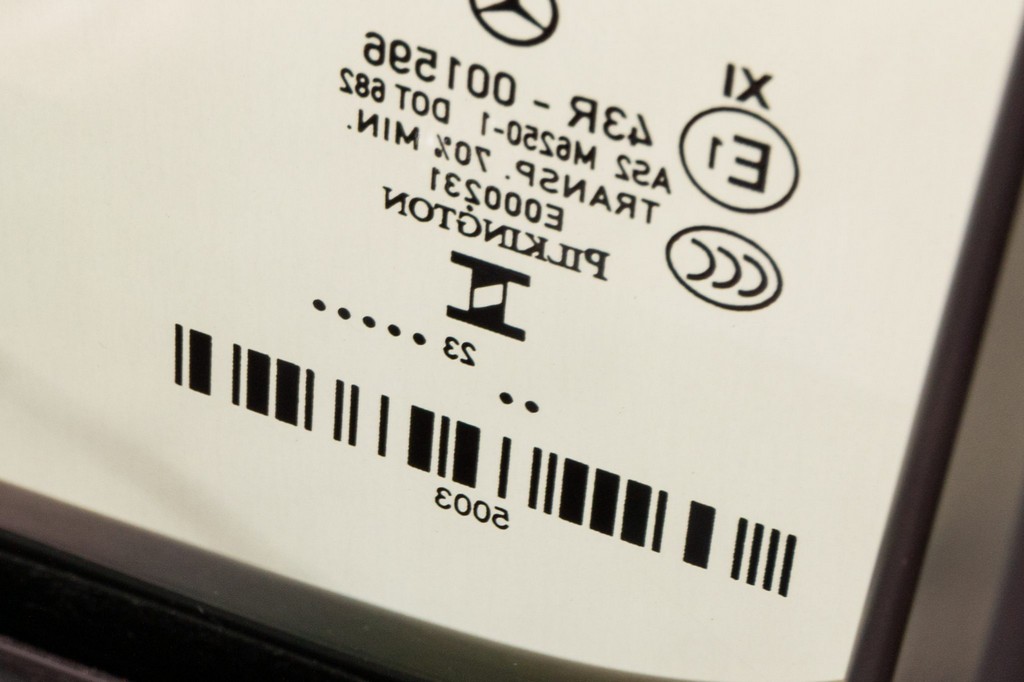 XI
E1
CCC
43R - 001596
AS2 M6250-1 DOT 682
TRANSP. 70% MIN.
E000231
PILKINGTON
N
• • • • • 23
• •
5003